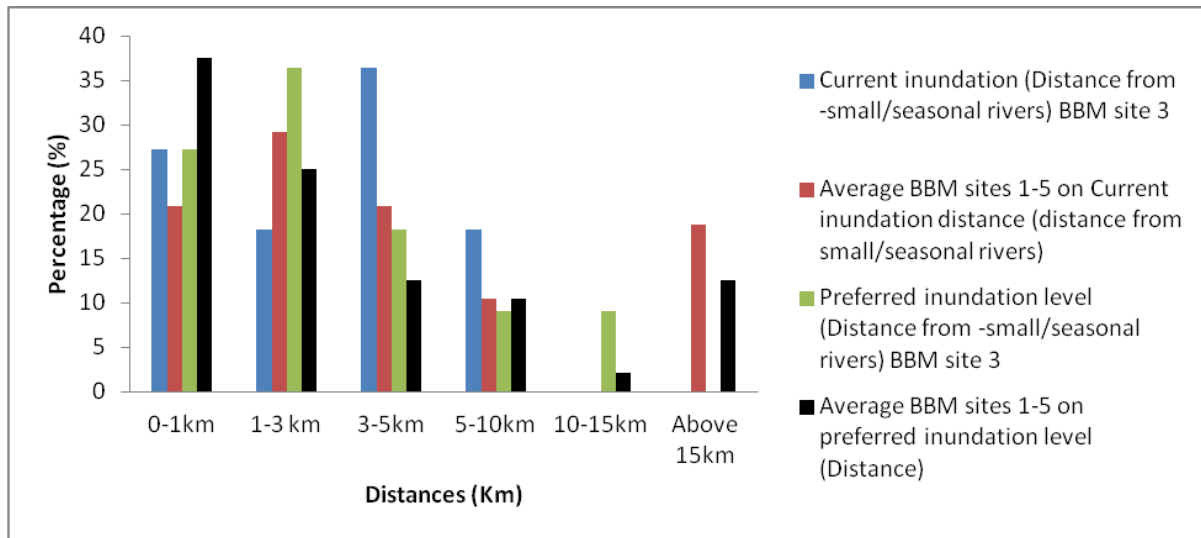 40
35
30
25
20
15
10
5
0
Percentage (%)
0-1km
1-3 km
3-5km
5-10km
10-15km
Above
15km
Distances (Km)
Current inundation (Distance from
-small/seasonal rivers) BBM site 3
Average BBM sites 1-5 on Current
inundation distance (distance from
small/seasonal rivers)
Preferred inundation level
(Distance from -small/seasonal
rivers) BBM site 3
Average BBM sites 1-5 on
preferred inundation level
(Distance)